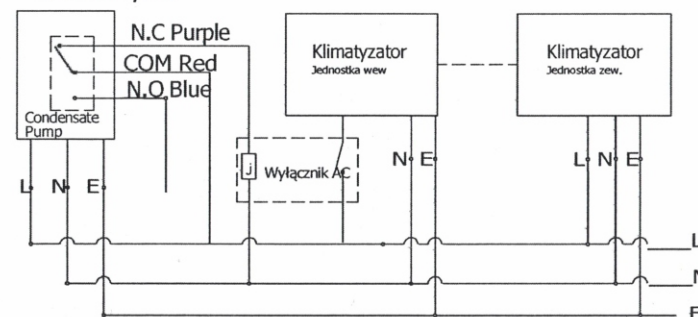 N.C Purple
COM Red
N.O Blue
Condensate
Pump
Klimatyzator
Jednostka wew
Klimatyzator
Jednostka zew.
j
Wyłącznik AC
L N E
N E
L N E
L
N
E